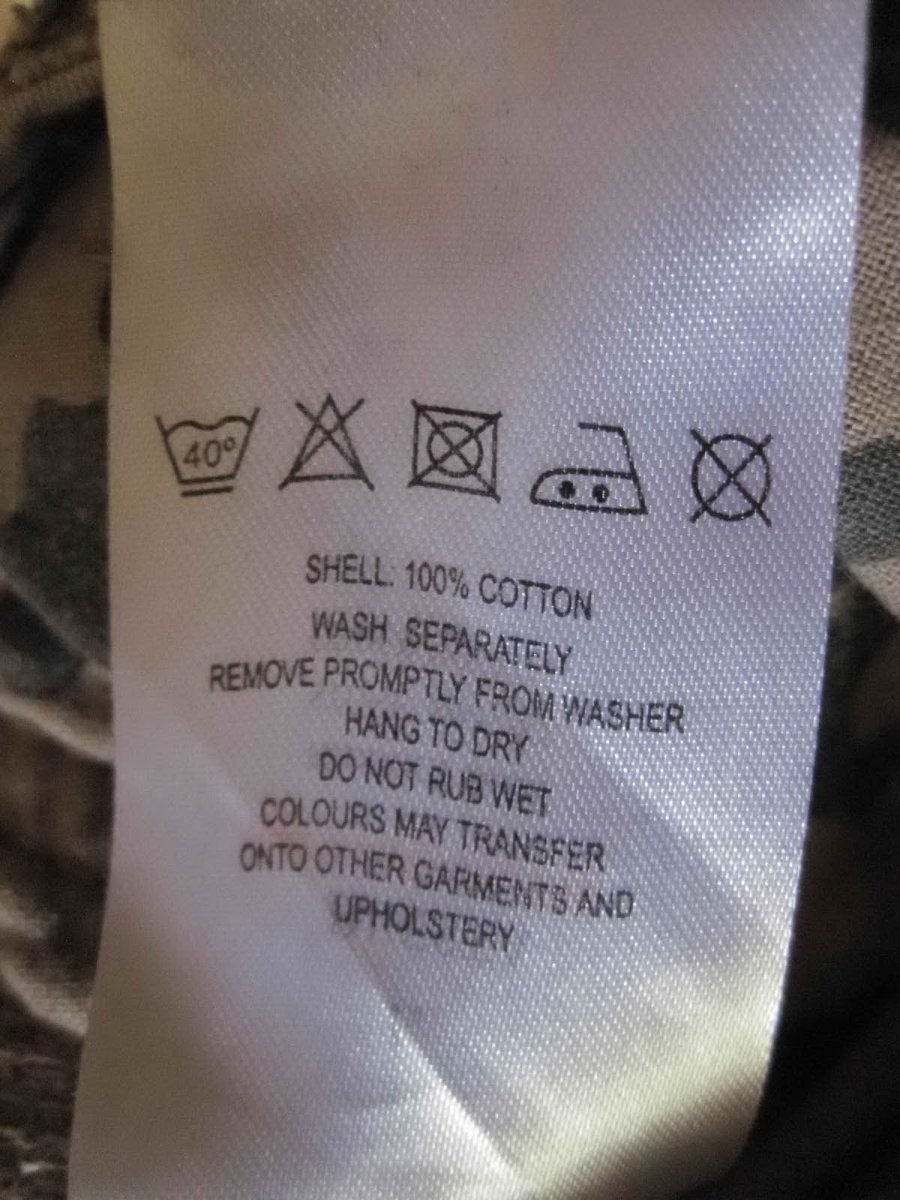 40°
SHELL: 100% COTTON
WASH SEPARATELY
REMOVE PROMPTLY FROM WASHER
HANG TO DRY
DO NOT RUB WET
COLOURS MAY TRANSFER
ONTO OTHER GARMENTS AND
UPHOLSTERY